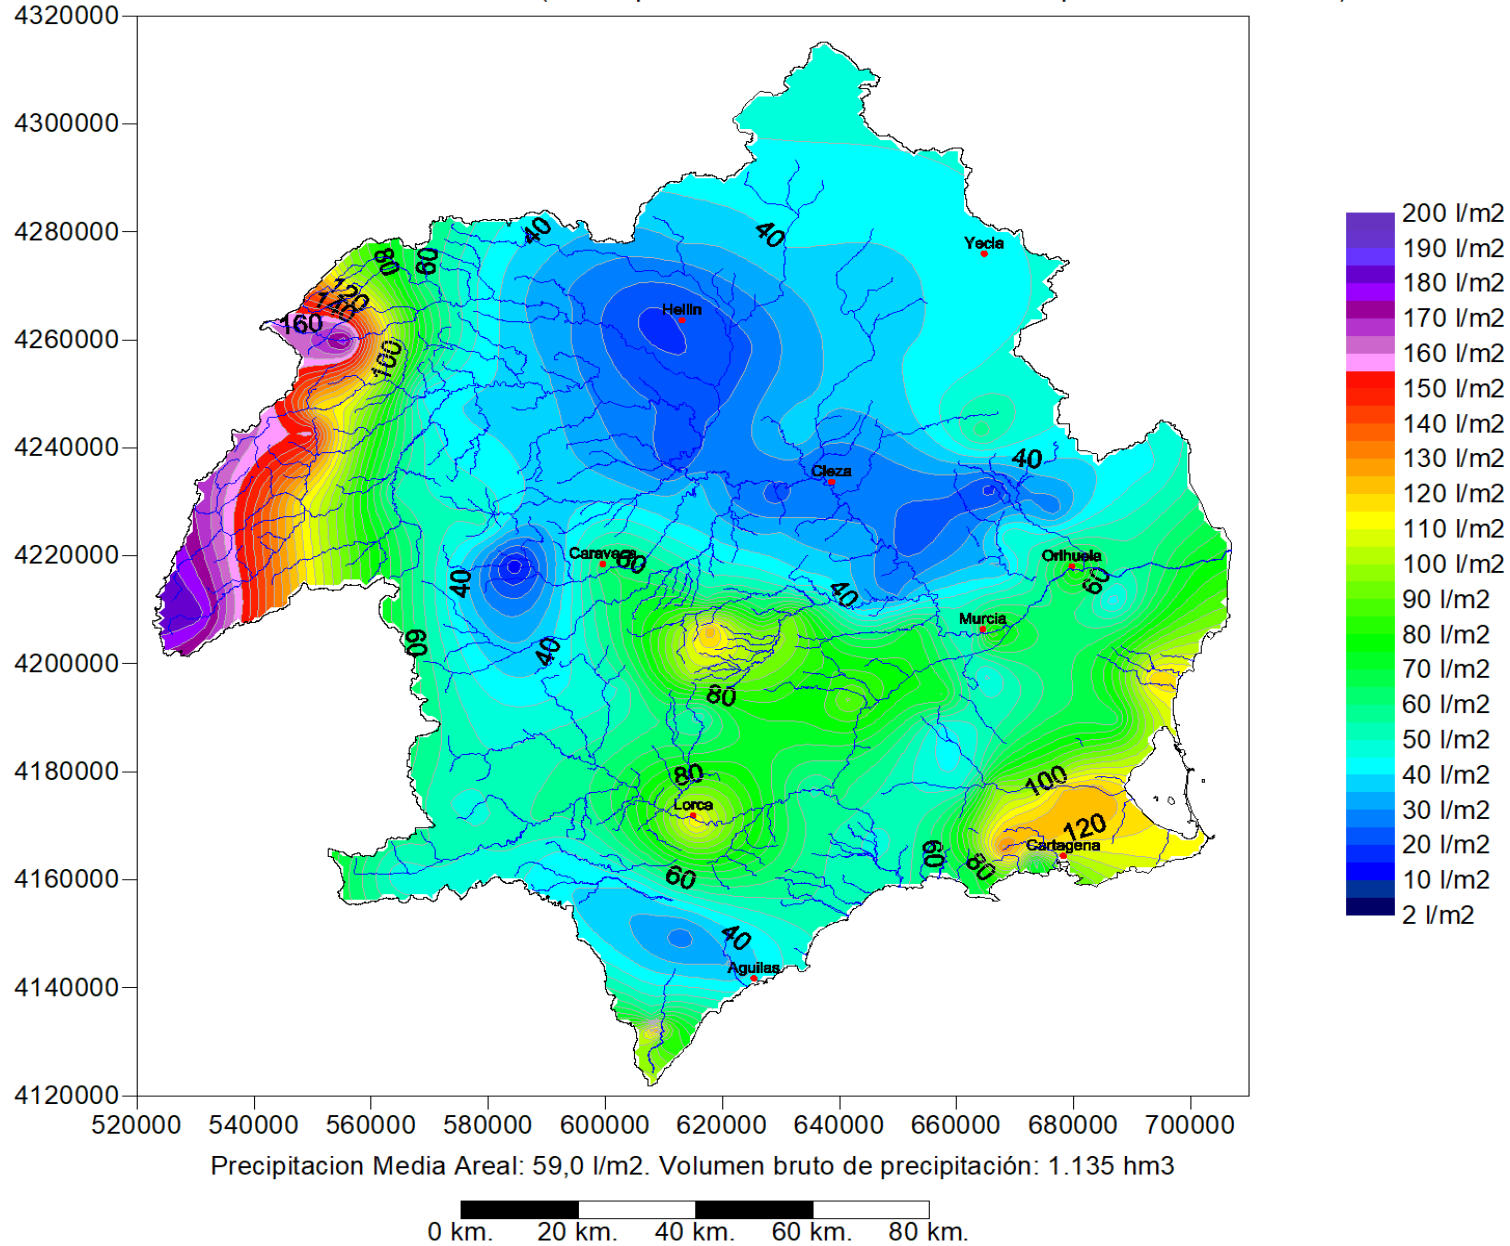 4320000
4300000
4280000
4260000
4240000
4220000
4200000
4180000
4160000
4140000
4120000
520000 540000 560000 580000 600000 620000 640000 660000 680000 700000
40
40
Yecla
80
60
120
140
160
Hellin
100
Cieza
40
Caravaca
60
Orihuela
60
40
40
Murcia
60
40
80
80
Lorca
100
120
Cartagena
60
80
60
40
Aguilas
200 l/m2
190 l/m2
180 l/m2
170 l/m2
160 l/m2
150 l/m2
140 l/m2
130 l/m2
120 l/m2
110 l/m2
100 l/m2
90 l/m2
80 l/m2
70 l/m2
60 l/m2
50 l/m2
40 l/m2
30 l/m2
20 l/m2
10 l/m2
2 l/m2
Precipitacion Media Areal: 59,0 l/m2. Volumen bruto de precipitación: 1.135 hm3
0 km. 20 km. 40 km. 60 km. 80 km.